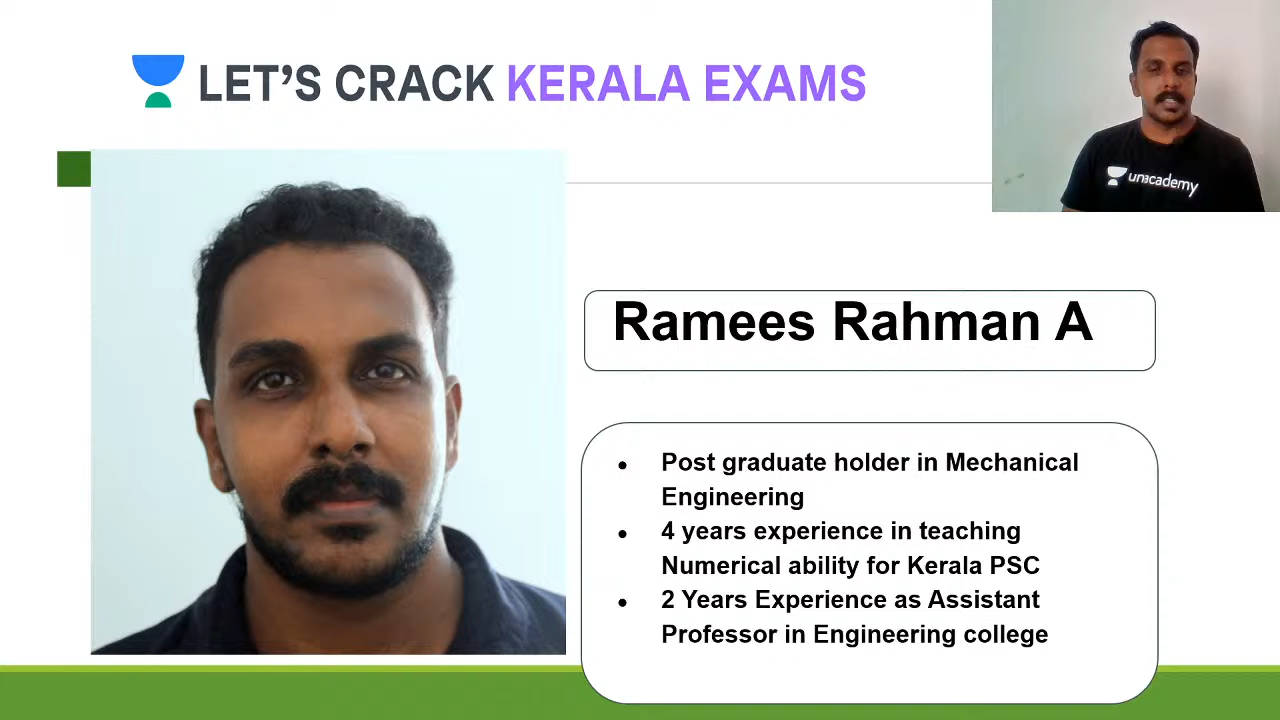 LET'S CRACK KERALA EXAMS
unacademy
Ramees Rahman A
Post graduate holder in Mechanical
Engineering
4 years experience in teaching
Numerical ability for Kerala PSC
2 Years Experience as Assistant
Professor in Engineering college